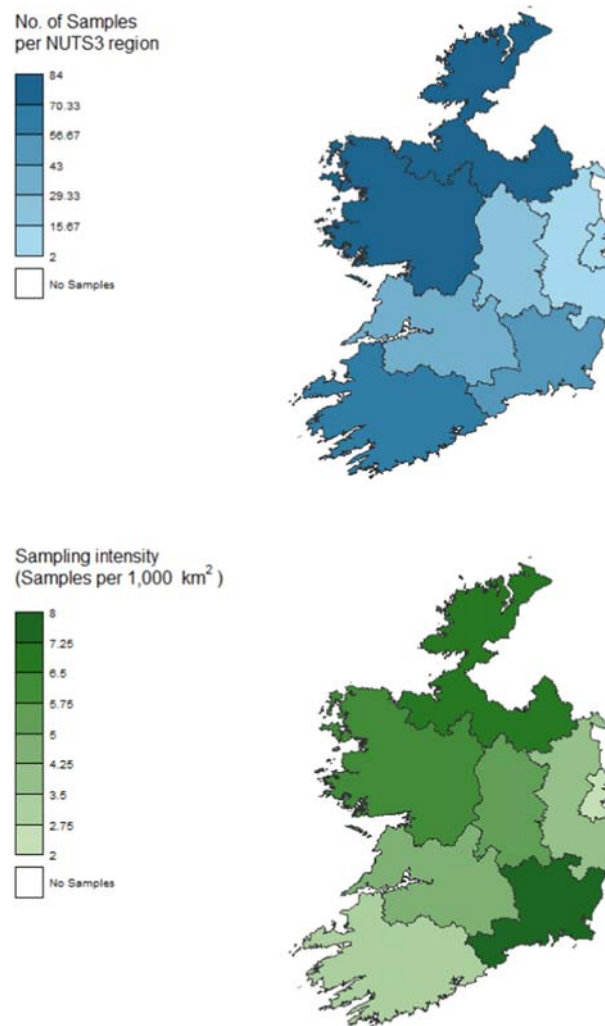 No. of Samples
per NUTS3 region
84
70.33
56.67
43
29.33
15.67
2
No Samples
Sampling intensity
(Samples per 1,000 km²)
8
7.25
6.5
5.75
5
4.25
3.5
2.75
2
No Samples